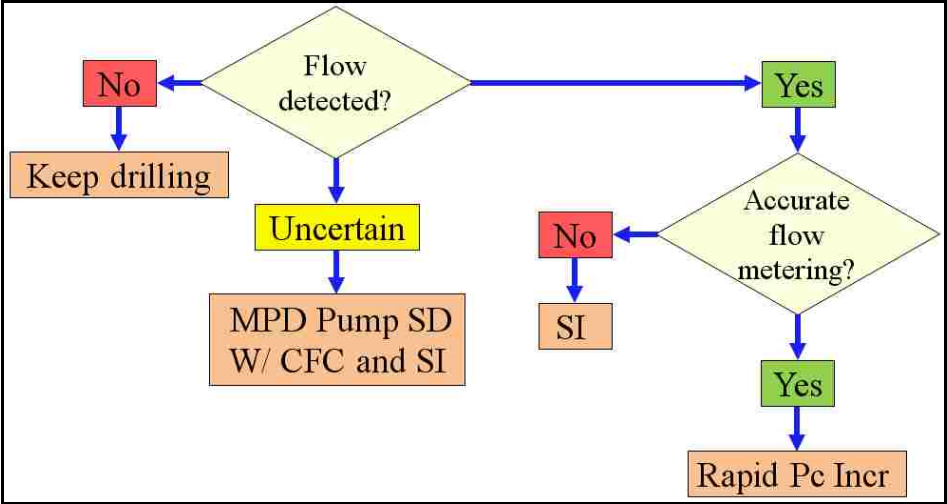 Flow
detected?
No
Yes
Keep drilling
Uncertain
MPD Pump SD
W/ CFC and SI
Accurate
flow
metering?
No
SI
Yes
Rapid Pc Incr